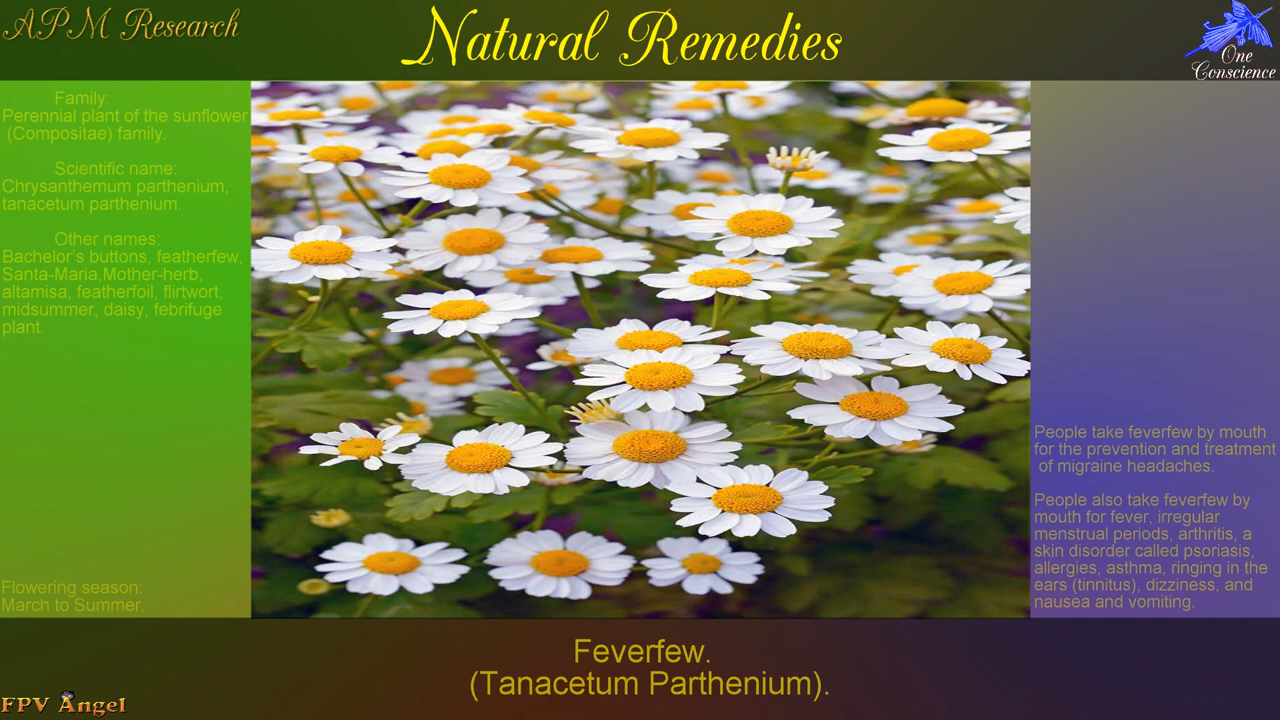 APM Research
Natural Remedies
One
Conscience
Family:
Perennial plant of the sunflower
(Compositae) family.
Scientific name:
Chrysanthemum parthenium,
tanacetum parthenium.
Other names:
Bachelor's buttons, featherfew,
Santa-Maria,Mother-herb,
altamisa, featherfoil, flirtwort,
midsummer, daisy, febrifuge
plant.
Flowering season:
March to Summer.
People take feverfew by mouth
for the prevention and treatment
of migraine headaches.
People also take feverfew by
mouth for fever, irregular
menstrual periods, arthritis, a
skin disorder called psoriasis,
allergies, asthma, ringing in the
ears (tinnitus), dizziness, and
nausea and vomiting.
Feverfew.
(Tanacetum Parthenium).
FPV Angel